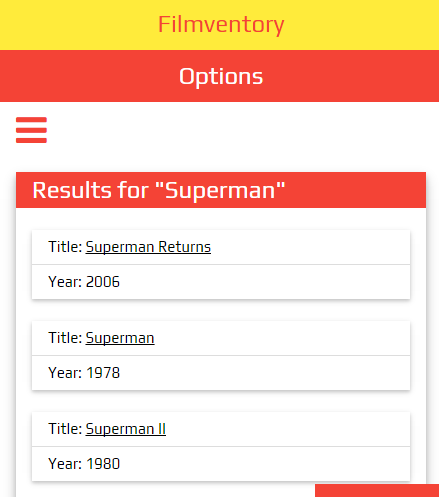 Filmventory
Options
Results for "Superman"
Title: Superman Returns
Year: 2006
Title: Superman
Year: 1978
Title: Superman II
Year: 1980